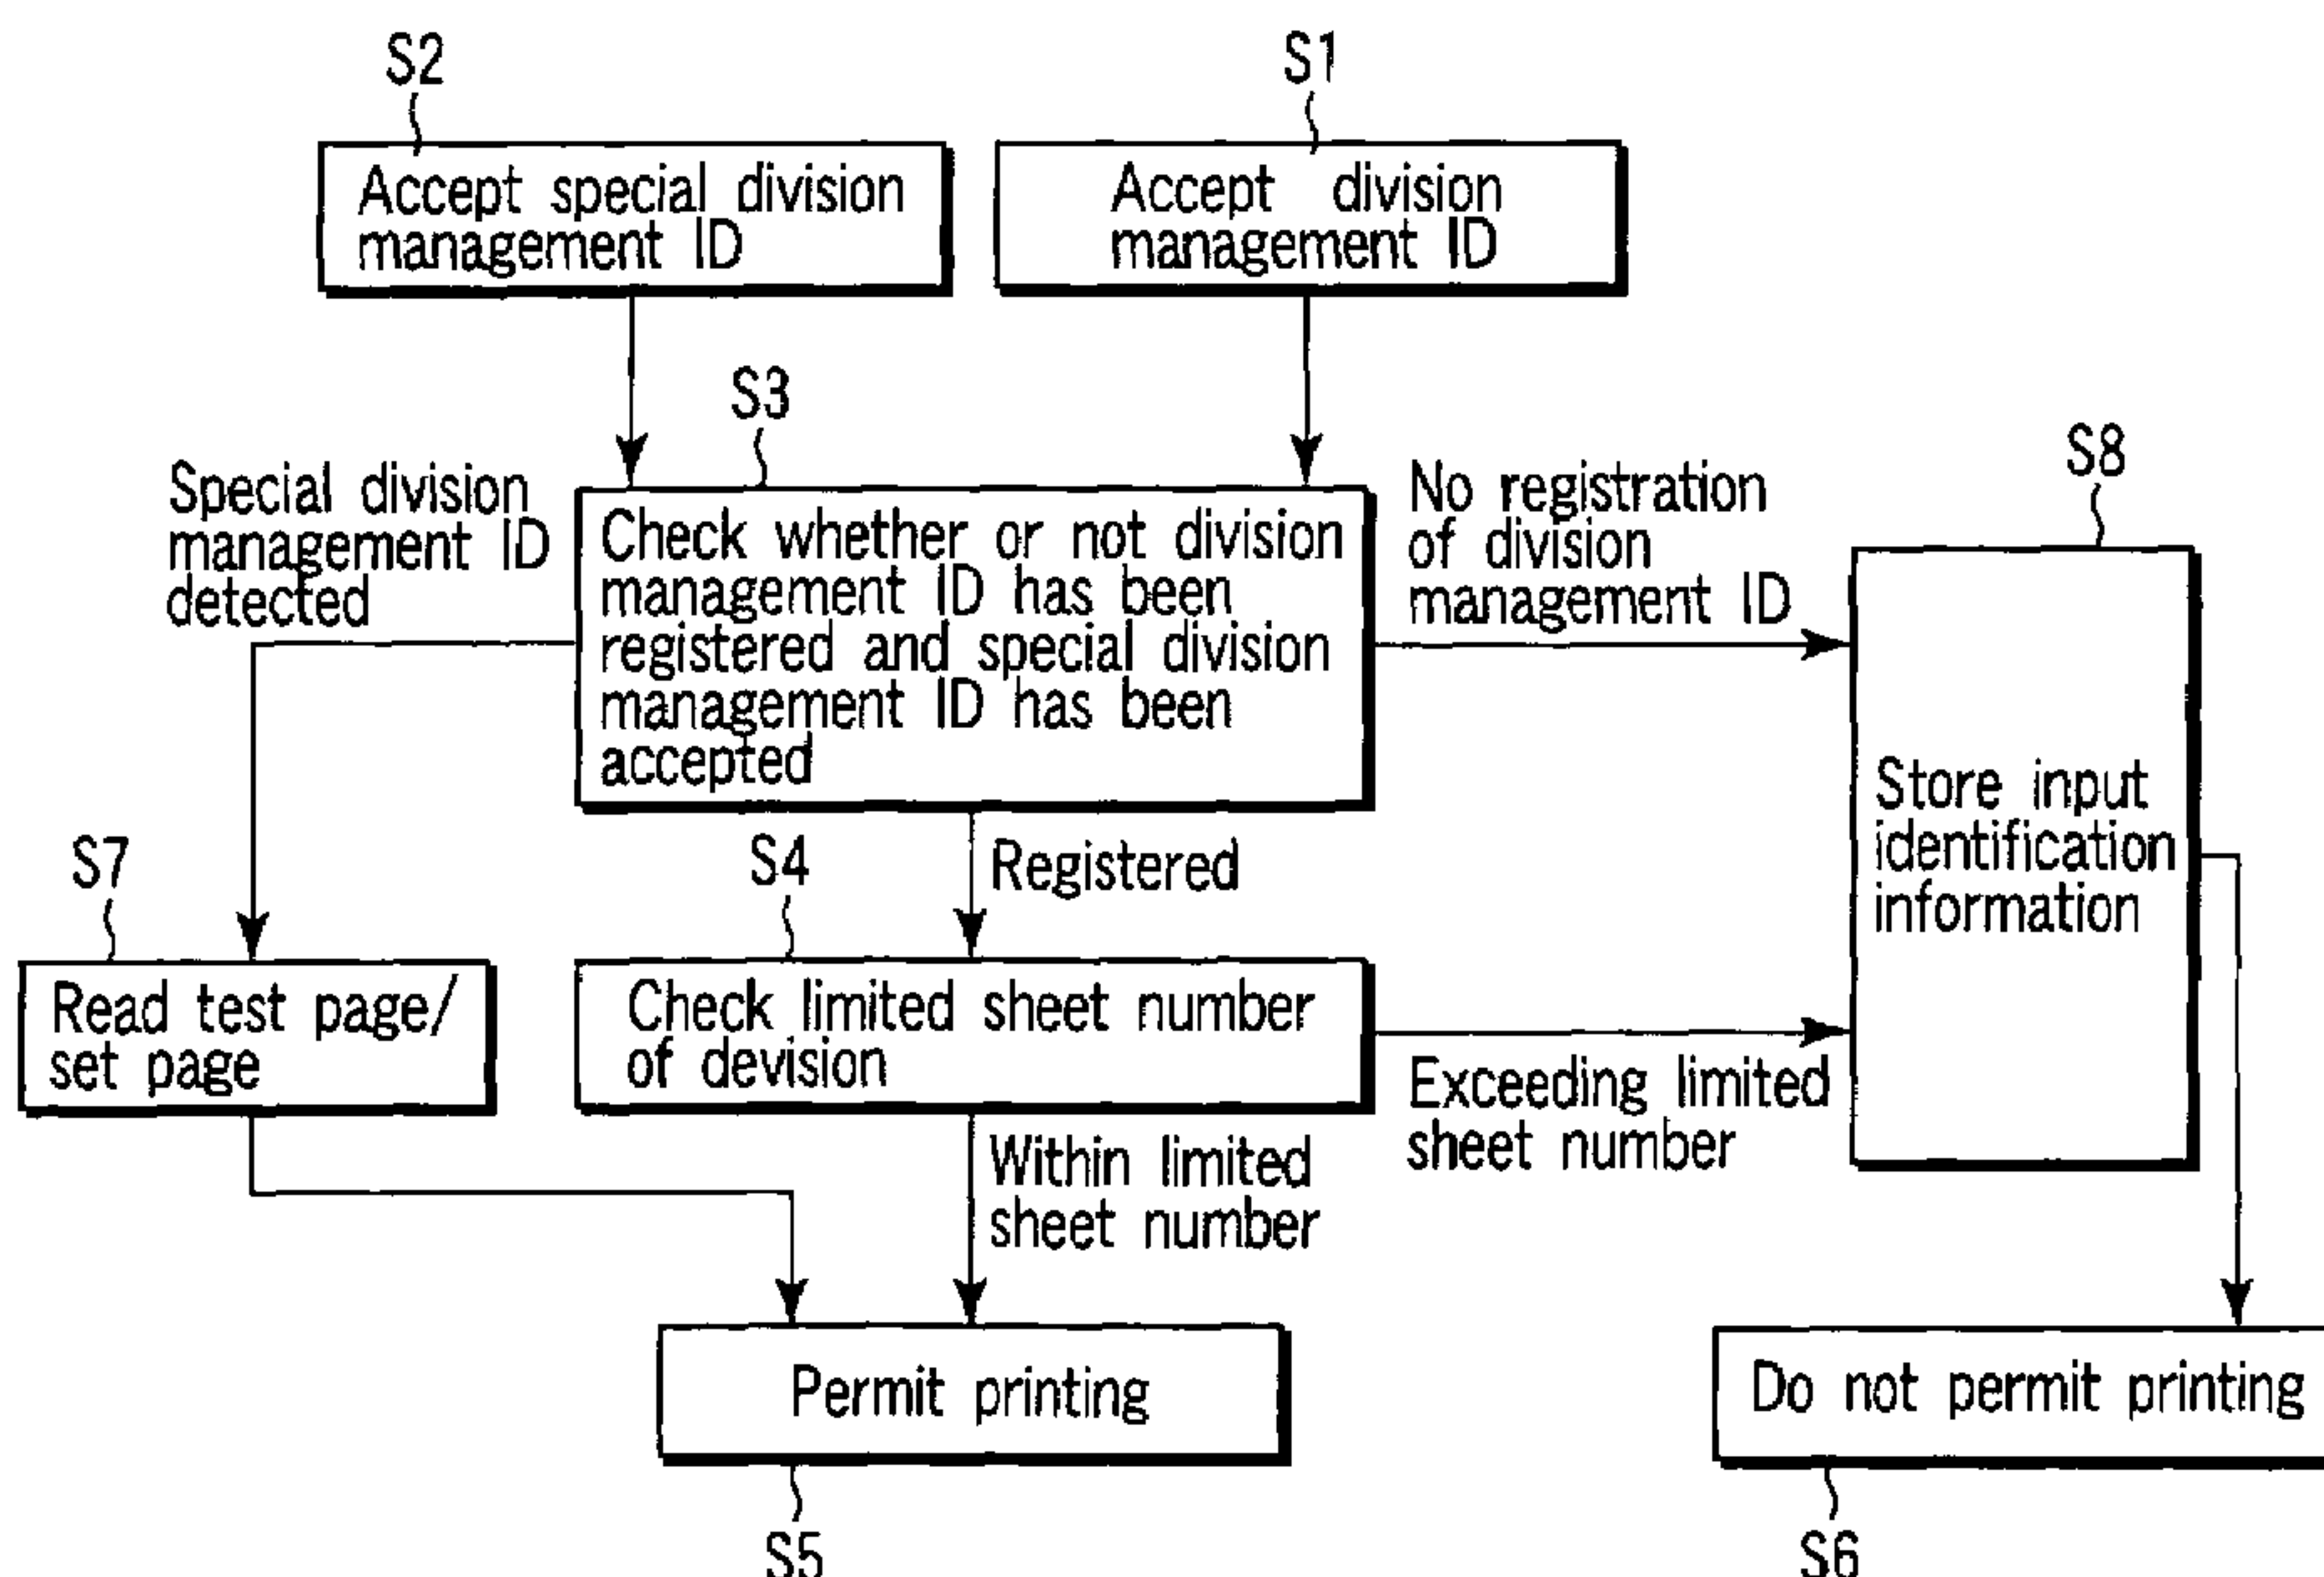 S2
S1
Accept special division
management ID
Accept division
management ID
S3
S8
Special division
management ID
detected
Check whether or not division
management ID has been
registered and special division
management ID has been
accepted
No registration
of division
management ID
Store input
identification
information
S7
S4
Registered
Read test page/
set page
Check limited sheet number
of devision
Exceeding limited
sheet number
Within limited
sheet number
Permit printing
Do not permit printing
S5
S6